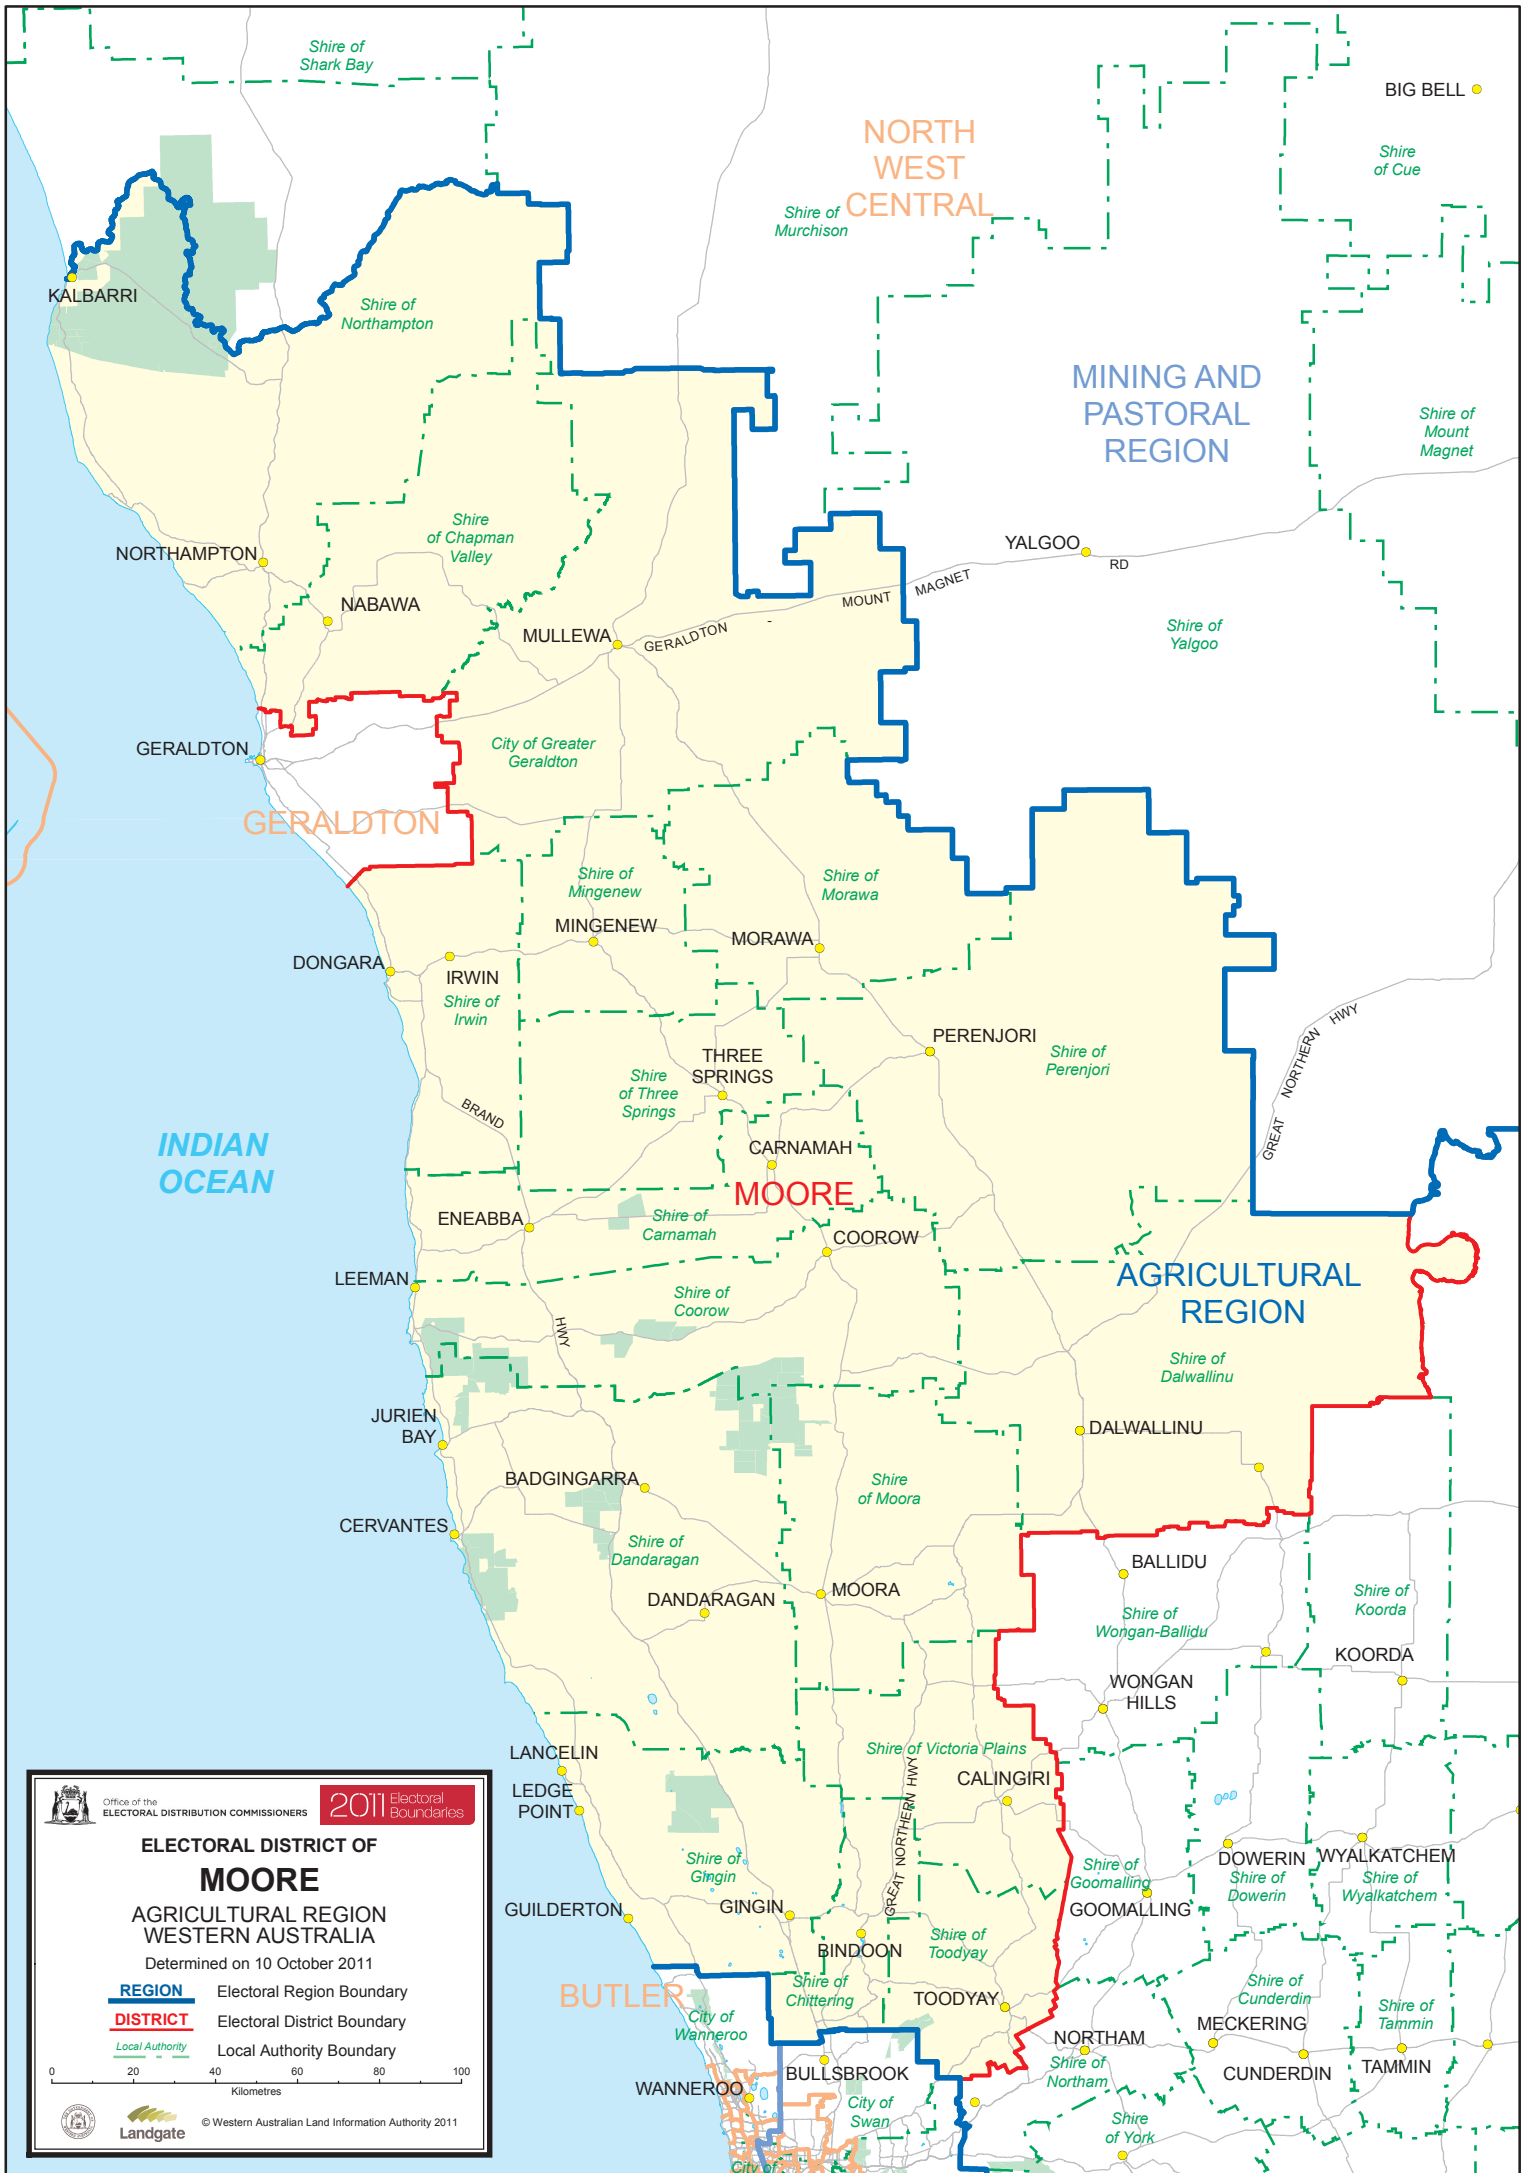 Shire of
Shark Bay
BIG BELL
NORTH
WEST
CENTRAL
Shire
of Cue
Shire of
Murchison
KALBARRI
Shire of
Northampton
MINING AND
PASTORAL
REGION
Shire of
Mount
Magnet
Shire
of Chapman
Valley
NORTHAMPTON
YALGOO
RD
MAGNET
MOUNT
GERALDTON
NABAWA
MULLEWA
Shire of
Yalgoo
GERALDTON
City of Greater
Geraldton
GERALDTON
Shire of
Mingenew
Shire of
Morawa
MINGENEW
MORAWA
DONGARA
IRWIN
Shire of
Irwin
GREAT NORTHERN HWY
PERENJORI
Shire of
Perenjori
THREE
SPRINGS
Shire
of Three
Springs
BRAND
INDIAN
OCEAN
CARNAMAH
MOORE
ENEABBA
Shire of
Carnamah
COOROW
LEEMAN
Shire of
Coorow
AGRICULTURAL
REGION
HWY
Shire of
Dalwallinu
JURIEN
BAY
DALWALLINU
BADGINGARRA
Shire
of Moora
CERVANTES
Shire of
Dandaragan
BALLIDU
DANDARAGAN
MOORA
Shire of
Wongan-Ballidu
Shire of
Koorda
KOORDA
WONGAN
HILLS
LANCELIN
Shire of Victoria Plains
CALINGIRI
LEDGE
POINT
GREAT NORTHERN HWY
Shire of
Gingin
Shire of
Goomalling
DOWERIN
WYALKATCHEM
Shire of
Dowerin
Shire of
Wyalkatchem
GUILDERTON
GINGIN
GOOMALLING
BINDOON
Shire of
Toodyay
BUTLER
Shire of
Chittering
TOODYAY
Shire of
Cunderdin
Shire of
Tammin
City of
Wanneroo
NORTHAM
MECKERING
Shire of
Northam
CUNDERDIN
TAMMIN
BULLSBROOK
WANNEROO
City of
Swan
Shire
of York
City of
Office of the
ELECTORAL DISTRIBUTION COMMISSIONERS
2011 Electoral
Boundaries
ELECTORAL DISTRICT OF
MOORE
AGRICULTURAL REGION
WESTERN AUSTRALIA
Determined on 10 October 2011
REGION Electoral Region Boundary
DISTRICT Electoral District Boundary
Local Authority Local Authority Boundary
0 20 40 60 80 100
Kilometres
Landgate
© Western Australian Land Information Authority 2011